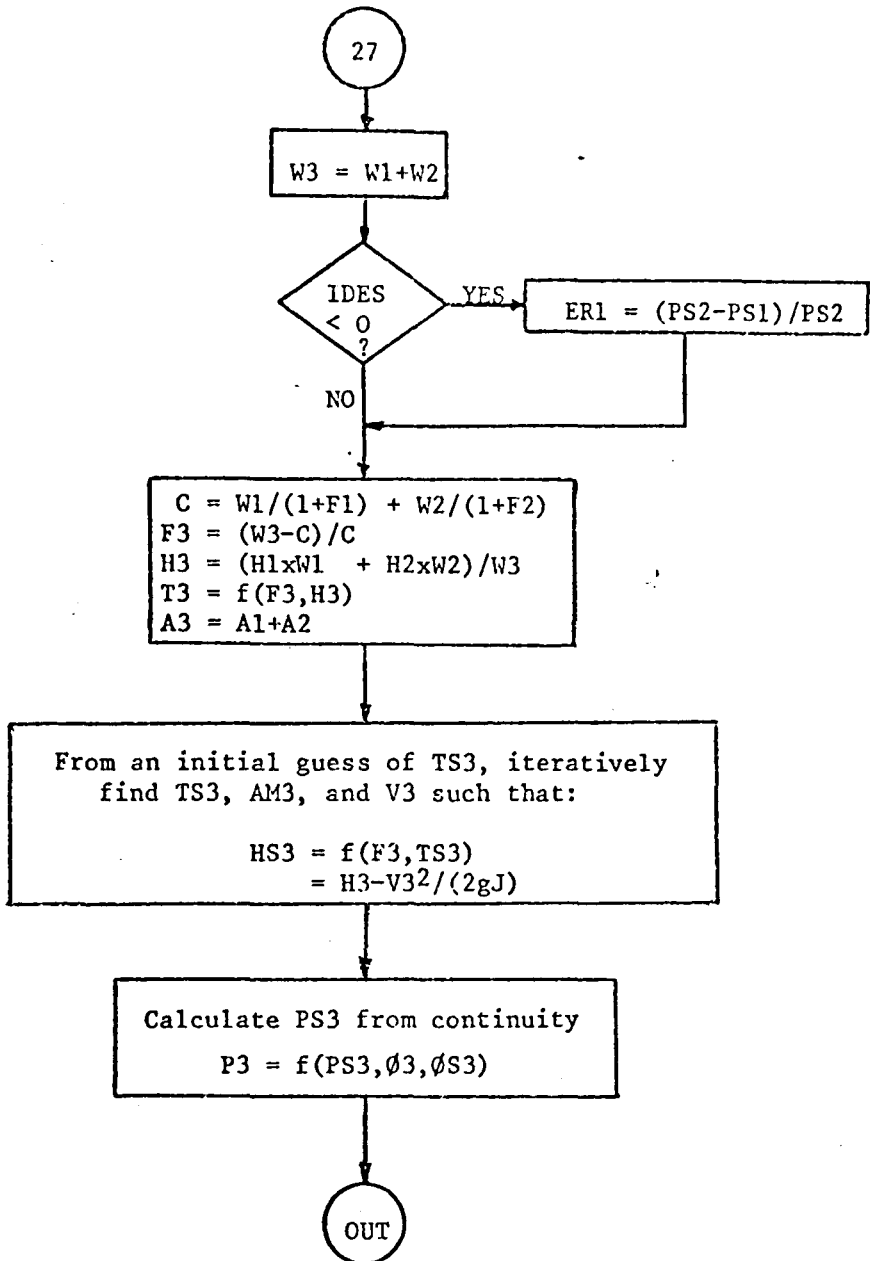 27
W3 = W1+W2
IDES
< 0
?
YES
ER1 = (PS2-PS1)/PS2
NO
C = W1/(1+F1) + W2/(1+F2)
F3 = (W3-C)/C
H3 = (H1xW1 + H2xW2)/W3
T3 = f(F3,H3)
A3 = A1+A2
From an initial guess of TS3, iteratively
find TS3, AM3, and V3 such that:
HS3 = f(F3,TS3)
= H3-V3²/(2gJ)
Calculate PS3 from continuity
P3 = f(PS3,Ø3,ØS3)
OUT